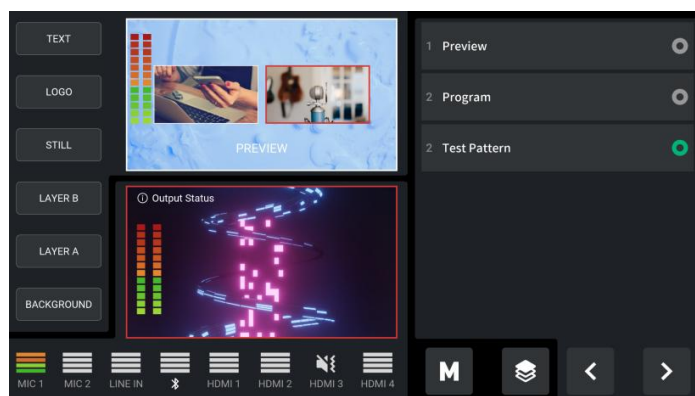 TEXT
LOGO
STILL
LAYER B
LAYER A
BACKGROUND
PREVIEW
Output Status
1 Preview
2 Program
2 Test Pattern
MIC 1
MIC 2
LINE IN
HDMI 1
HDMI 2
HDMI 3
HDMI 4
M